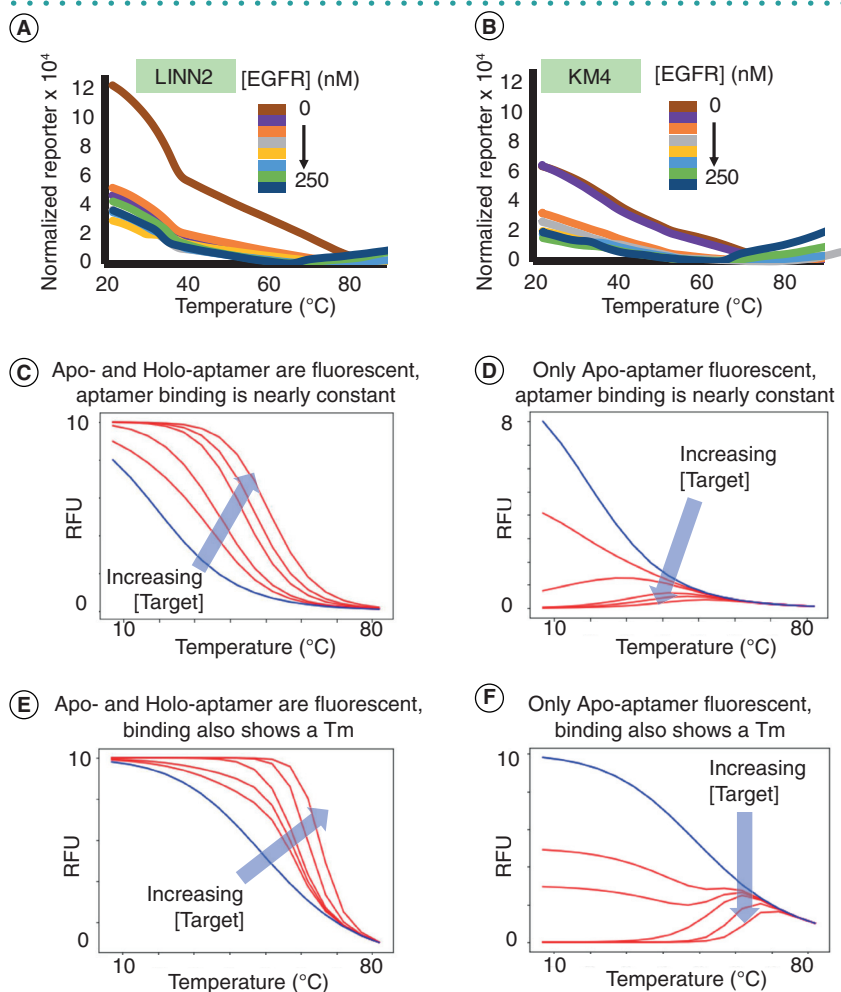 A
B
Normalized reporter x 10⁴
LINN2
[EGFR] (nM)
0
250
12
10
8
6
4
2
0
20
40
60
80
Temperature (°C)
Normalized reporter x 10⁴
KM4
[EGFR] (nM)
0
250
12
10
8
6
4
2
0
20
40
60
80
Temperature (°C)
C
Apo- and Holo-aptamer are fluorescent,
aptamer binding is nearly constant
10
RFU
0
Increasing
[Target]
10
80
Temperature (°C)
D
Only Apo-aptamer fluorescent,
aptamer binding is nearly constant
8
RFU
0
Increasing
[Target]
10
80
Temperature (°C)
E
Apo- and Holo-aptamer are fluorescent,
binding also shows a Tm
10
RFU
0
Increasing
[Target]
10
80
Temperature (°C)
F
Only Apo-aptamer fluorescent,
binding also shows a Tm
10
RFU
0
Increasing
[Target]
10
80
Temperature (°C)